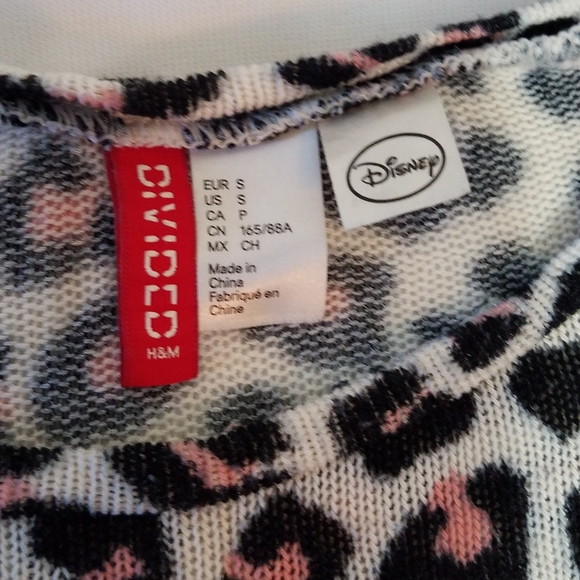 DIVIDED
H&M
EUR S
US S
CA P
CN 165/88A
MX CH
Made in
China
Fabriqué en
Chine
Disney